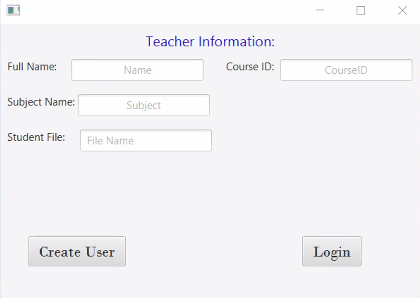 Teacher Information:
Full Name: Name Course ID: CourseID
Subject Name: Subject
Student File: File Name
Create User Login